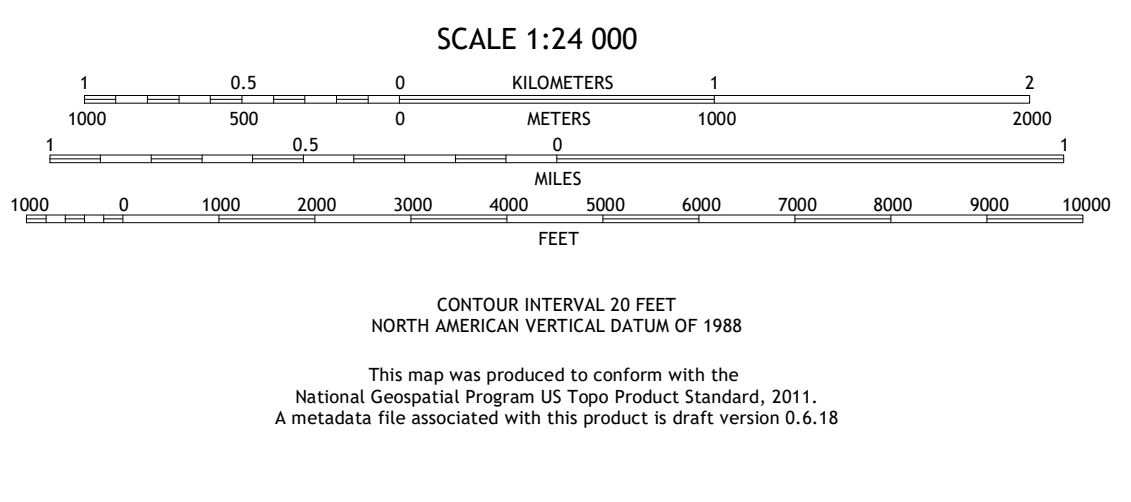 SCALE 1:24 000
1 0.5 0 KILOMETERS 1 2
1000 500 0 METERS 1000 2000
1 0.5 0 1
MILES
1000 0 1000 2000 3000 4000 5000 6000 7000 8000 9000 10000
FEET
CONTOUR INTERVAL 20 FEET
NORTH AMERICAN VERTICAL DATUM OF 1988
This map was produced to conform with the
National Geospatial Program US Topo Product Standard, 2011.
A metadata file associated with this product is draft version 0.6.18